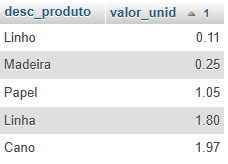 desc_produto valor_unid 1
Linho 0.11
Madeira 0.25
Papel 1.05
Linha 1.80
Cano 1.97